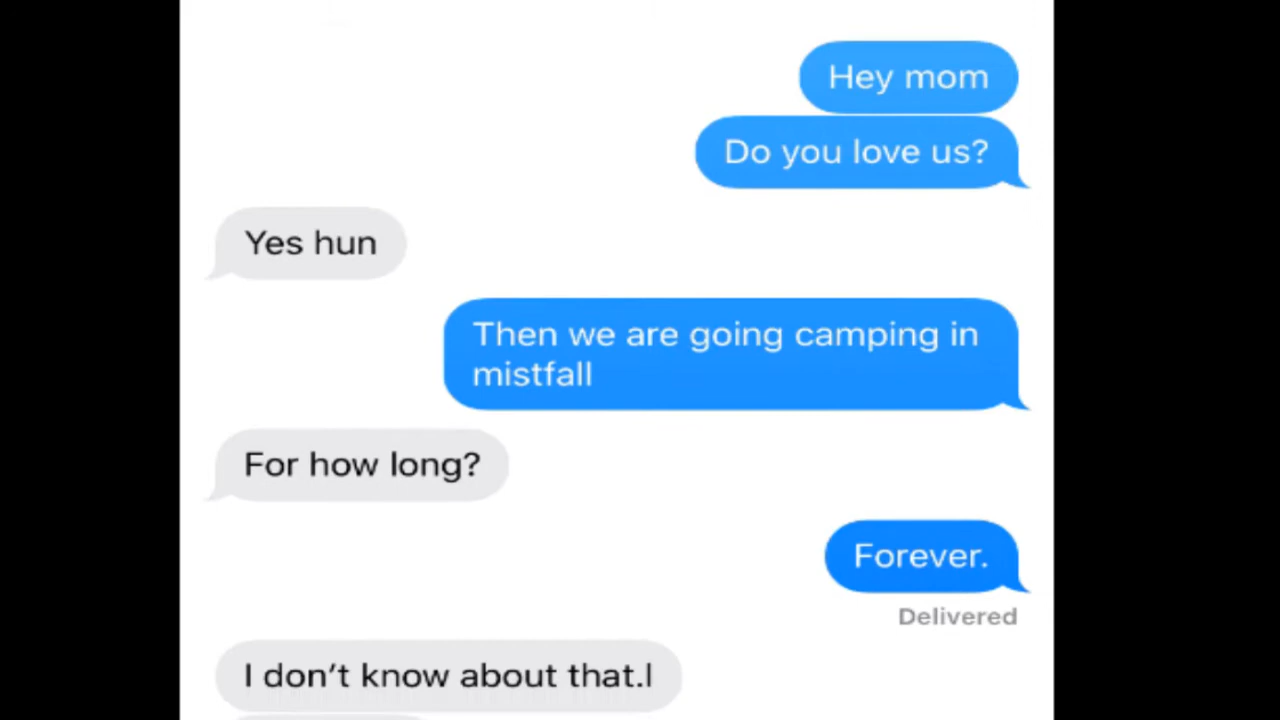 Hey mom
Do you love us?
Yes hun
Then we are going camping in
mistfall
For how long?
Forever.
Delivered
I don’t know about that.l